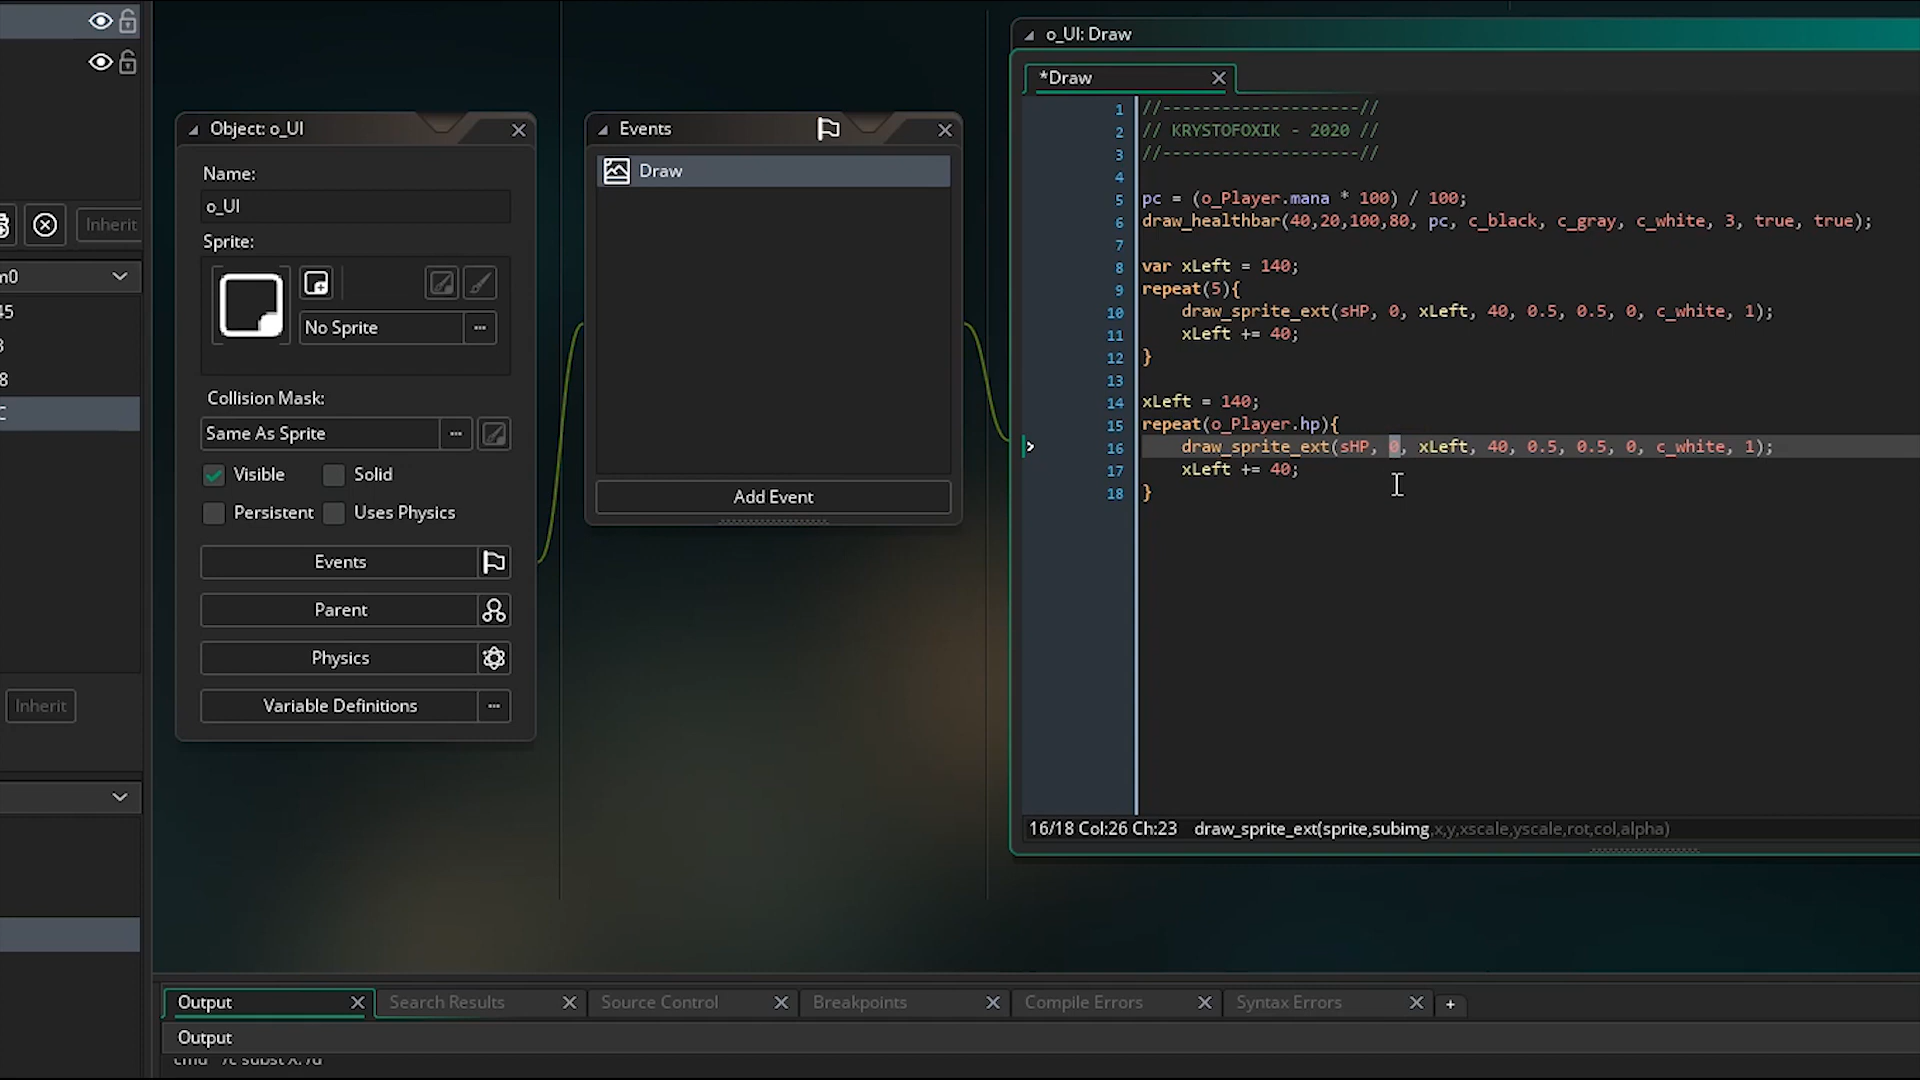 Inherit
m0
45
3
8
C
Inherit
Object: o_UI
Name:
o_UI
Sprite:
No Sprite
Collision Mask:
Same As Sprite
Visible
Solid
Persistent
Uses Physics
Events
Parent
Physics
Variable Definitions
Events
Draw
Add Event
o_UI: Draw
*Draw
1 //--------------------//
2 // KRYSTOFOXIK - 2020 //
3 //--------------------//
4
5 pc = (o_Player.mana * 100) / 100;
6 draw_healthbar(40,20,100,80, pc, c_black, c_gray, c_white, 3, true, true);
7
8 var xLeft = 140;
9 repeat(5){
10 draw_sprite_ext(sHP, 0, xLeft, 40, 0.5, 0.5, 0, c_white, 1);
11 xLeft += 40;
12 }
13
14 xLeft = 140;
15 repeat(o_Player.hp){
16 draw_sprite_ext(sHP, 0, xLeft, 40, 0.5, 0.5, 0, c_white, 1);
17 xLeft += 40;
18 }
16/18 Col:26 Ch:23 draw_sprite_ext(sprite,subimg,x,y,xscale,yscale,rot,col,alpha)
Output
Search Results
Source Control
Breakpoints
Compile Errors
Syntax Errors
Output
cmd /c subst X: /d